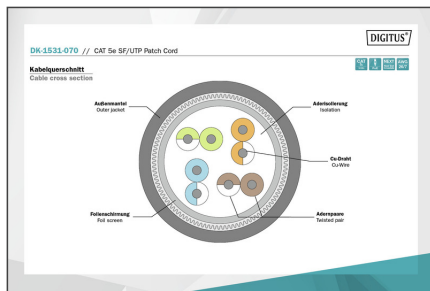 DIGITUS®
DK-1531-070 // CAT 5e SF/UTP Patch Cord
Kabelquerschnitt
Cable cross section
Außenmantel
Outer jacket
Aderisolierung
Isolation
Cu-Draht
Cu-Wire
Folienschirmung
Foil screen
Adernpaare
Twisted pair